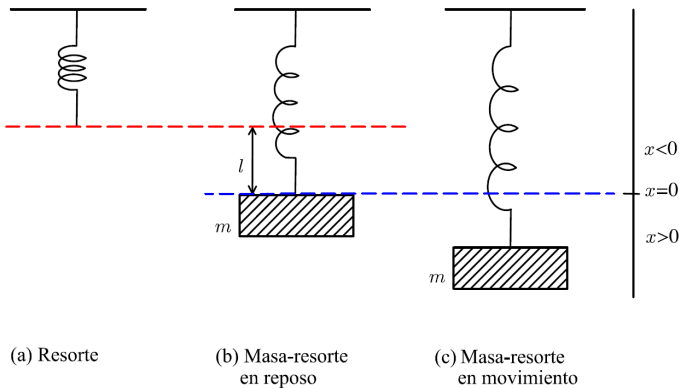 x<0
l
x=0
m
x>0
m
(a) Resorte
(b) Masa-resorte
en reposo
(c) Masa-resorte
en movimiento